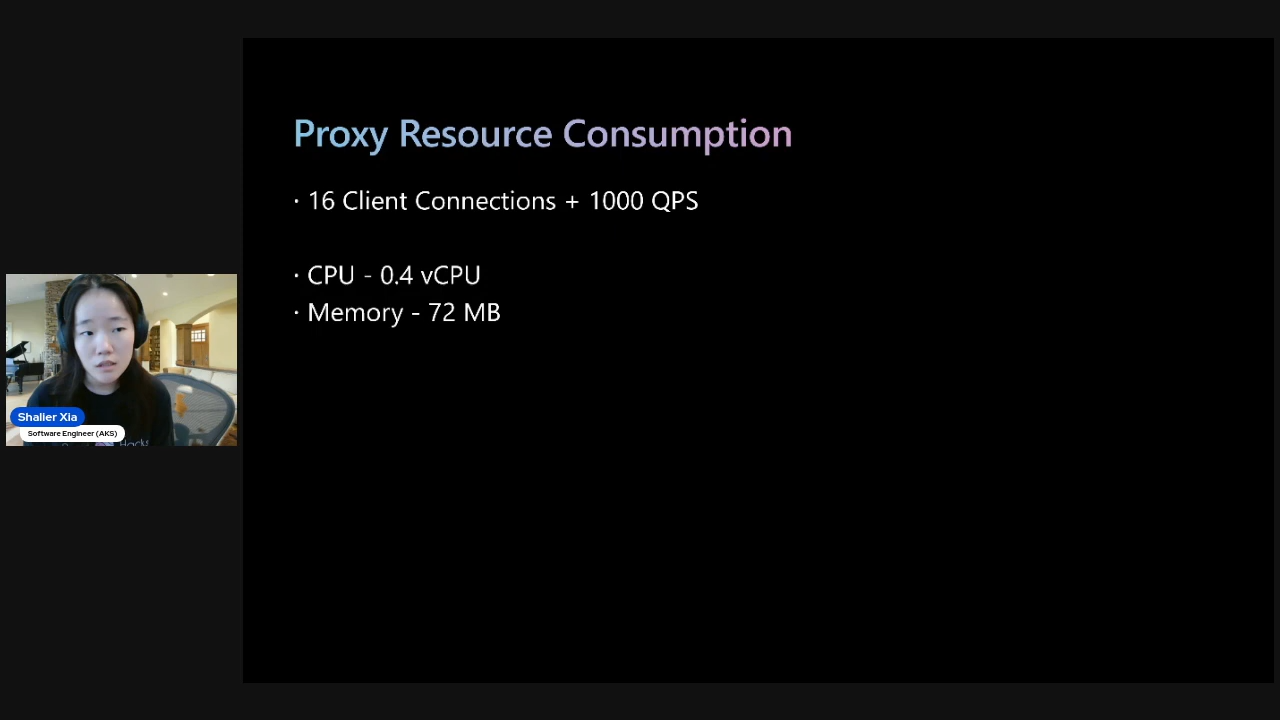 Proxy Resource Consumption
· 16 Client Connections + 1000 QPS
· CPU - 0.4 vCPU
· Memory - 72 MB
Shalier Xia
Software Engineer (AKS)
Hacks